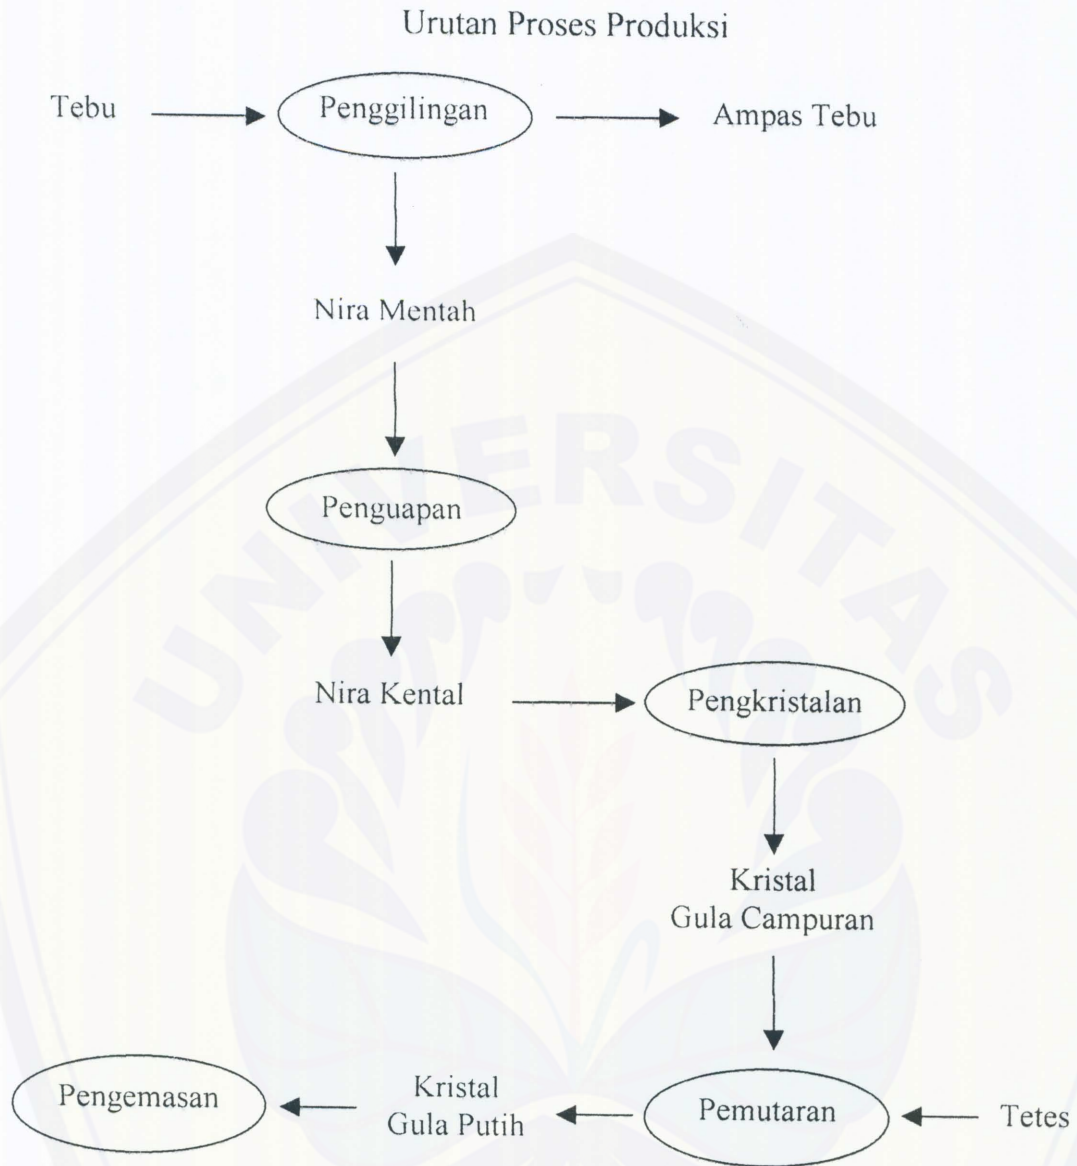 Urutan Proses Produksi
Tebu
Penggilingan
Ampas Tebu
Nira Mentah
Penguapan
Nira Kental
Pengkristalan
Kristal
Gula Campuran
Pengemasan
Kristal
Gula Putih
Pemutaran
Tetes
UNIVERSITAS